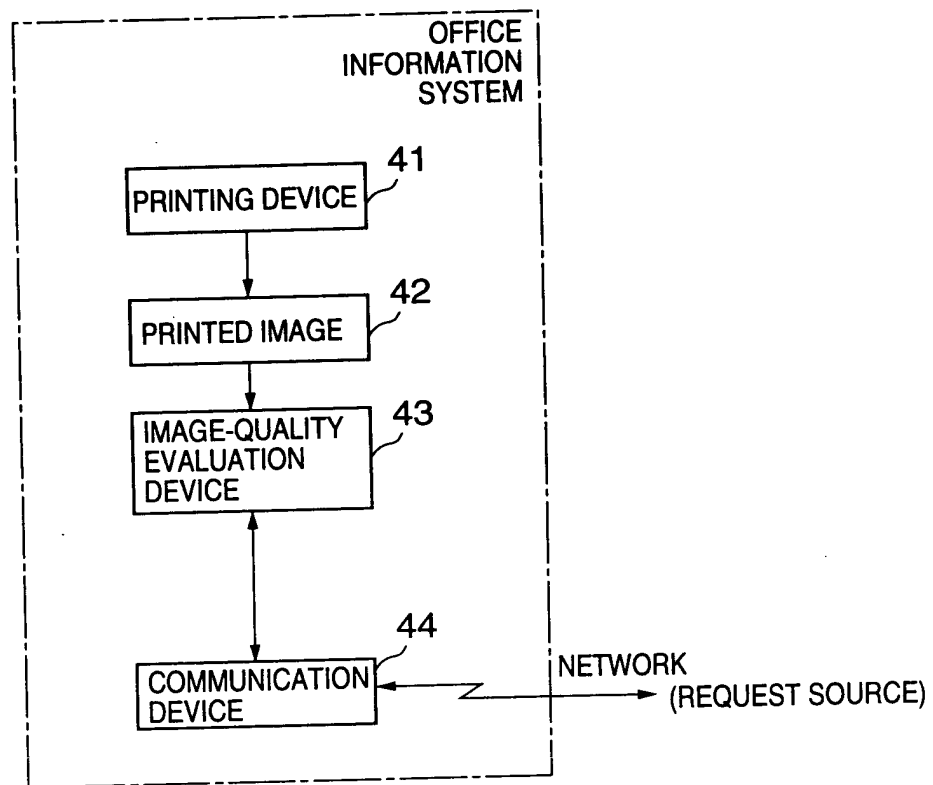 OFFICE
INFORMATION
SYSTEM
41
PRINTING DEVICE
42
PRINTED IMAGE
43
IMAGE-QUALITY
EVALUATION
DEVICE
44
COMMUNICATION
DEVICE
NETWORK
(REQUEST SOURCE)